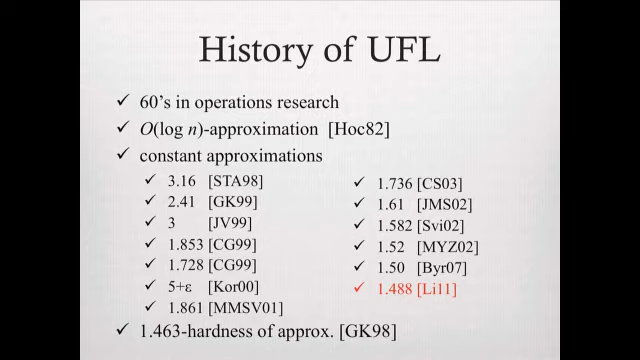 History of UFL
✓ 60's in operations research
✓ O(log n)-approximation [Hoc82]
✓ constant approximations
✓ 3.16 [STA98]
✓ 2.41 [GK99]
✓ 3 [JV99]
✓ 1.853 [CG99]
✓ 1.728 [CG99]
✓ 5+ε [Kor00]
✓ 1.861 [MMSV01]
✓ 1.736 [CS03]
✓ 1.61 [JMS02]
✓ 1.582 [Svi02]
✓ 1.52 [MYZ02]
✓ 1.50 [Byr07]
✓ 1.488 [Li11]
✓ 1.463-hardness of approx. [GK98]